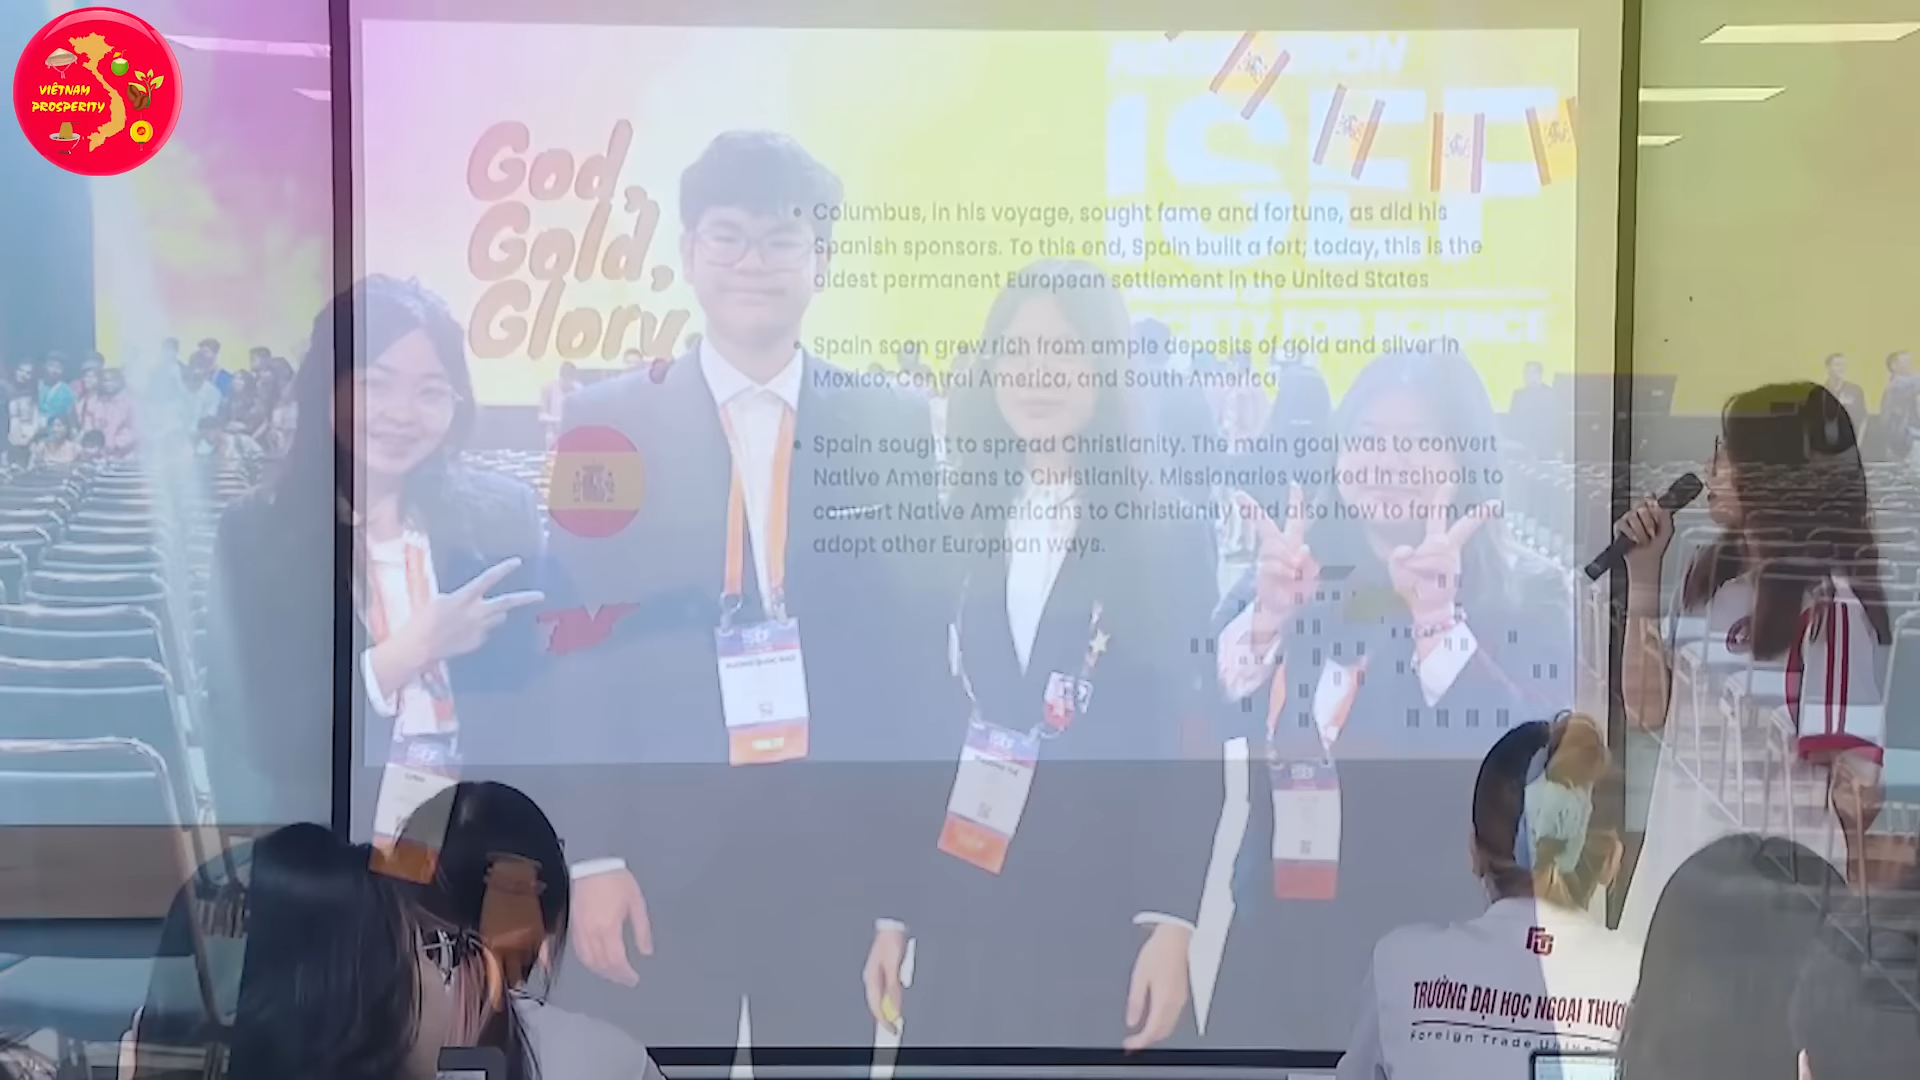 VIETNAM
PROSPERITY
God,
Gold,
Glory.
ISEF
SOCIETY FOR SCIENCE
• Columbus, in his voyage, sought fame and fortune, as did his
Spanish sponsors. To this end, Spain built a fort; today, this is the
oldest permanent European settlement in the United States
• Spain soon grew rich from ample deposits of gold and silver in
Mexico, Central America, and South America.
• Spain sought to spread Christianity. The main goal was to convert
Native Americans to Christianity. Missionaries worked in schools to
convert Native Americans to Christianity and also how to farm and
adopt other European ways.
TRƯỜNG ĐẠI HỌC NGOẠI THƯƠ
Foreign Trade Unive